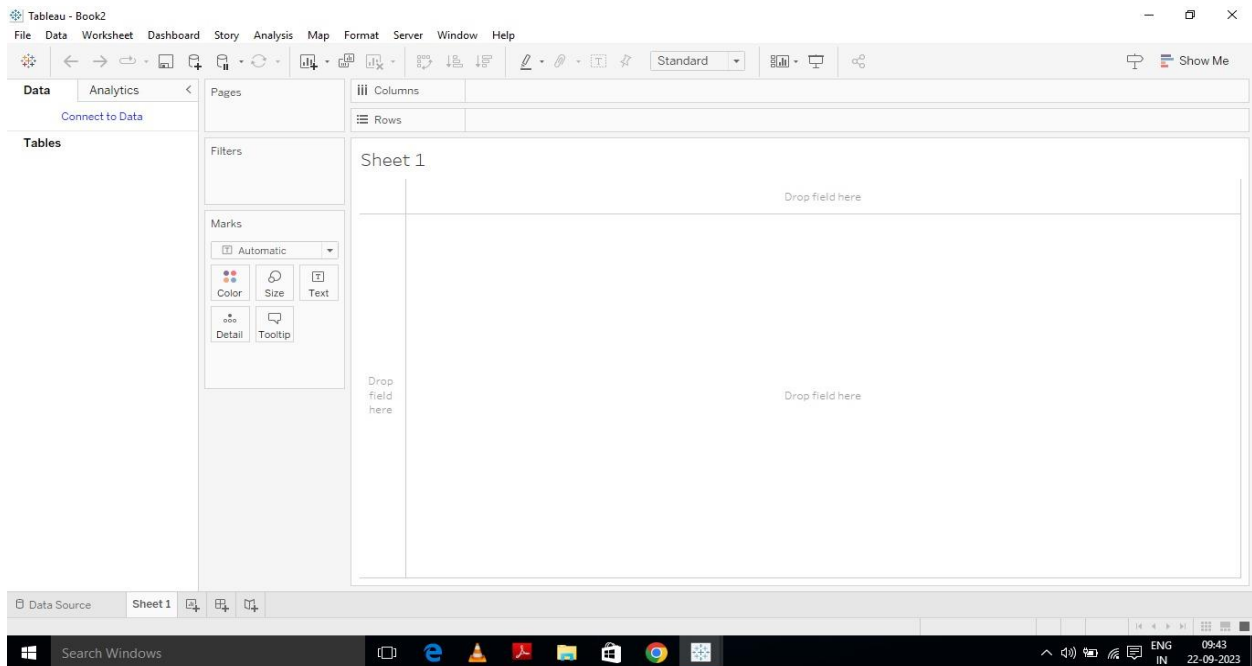 Tableau - Book2
File Data Worksheet Dashboard Story Analysis Map Format Server Window Help
Standard
Show Me
Data Analytics
Connect to Data
Tables
Pages
Filters
Marks
T Automatic
Color Size T Text
Detail Tooltip
iii Columns
Rows
Sheet 1
Drop field here
Drop
field
here
Drop field here
Data Source Sheet 1
Search Windows
ENG
IN
09:43
22-09-2023